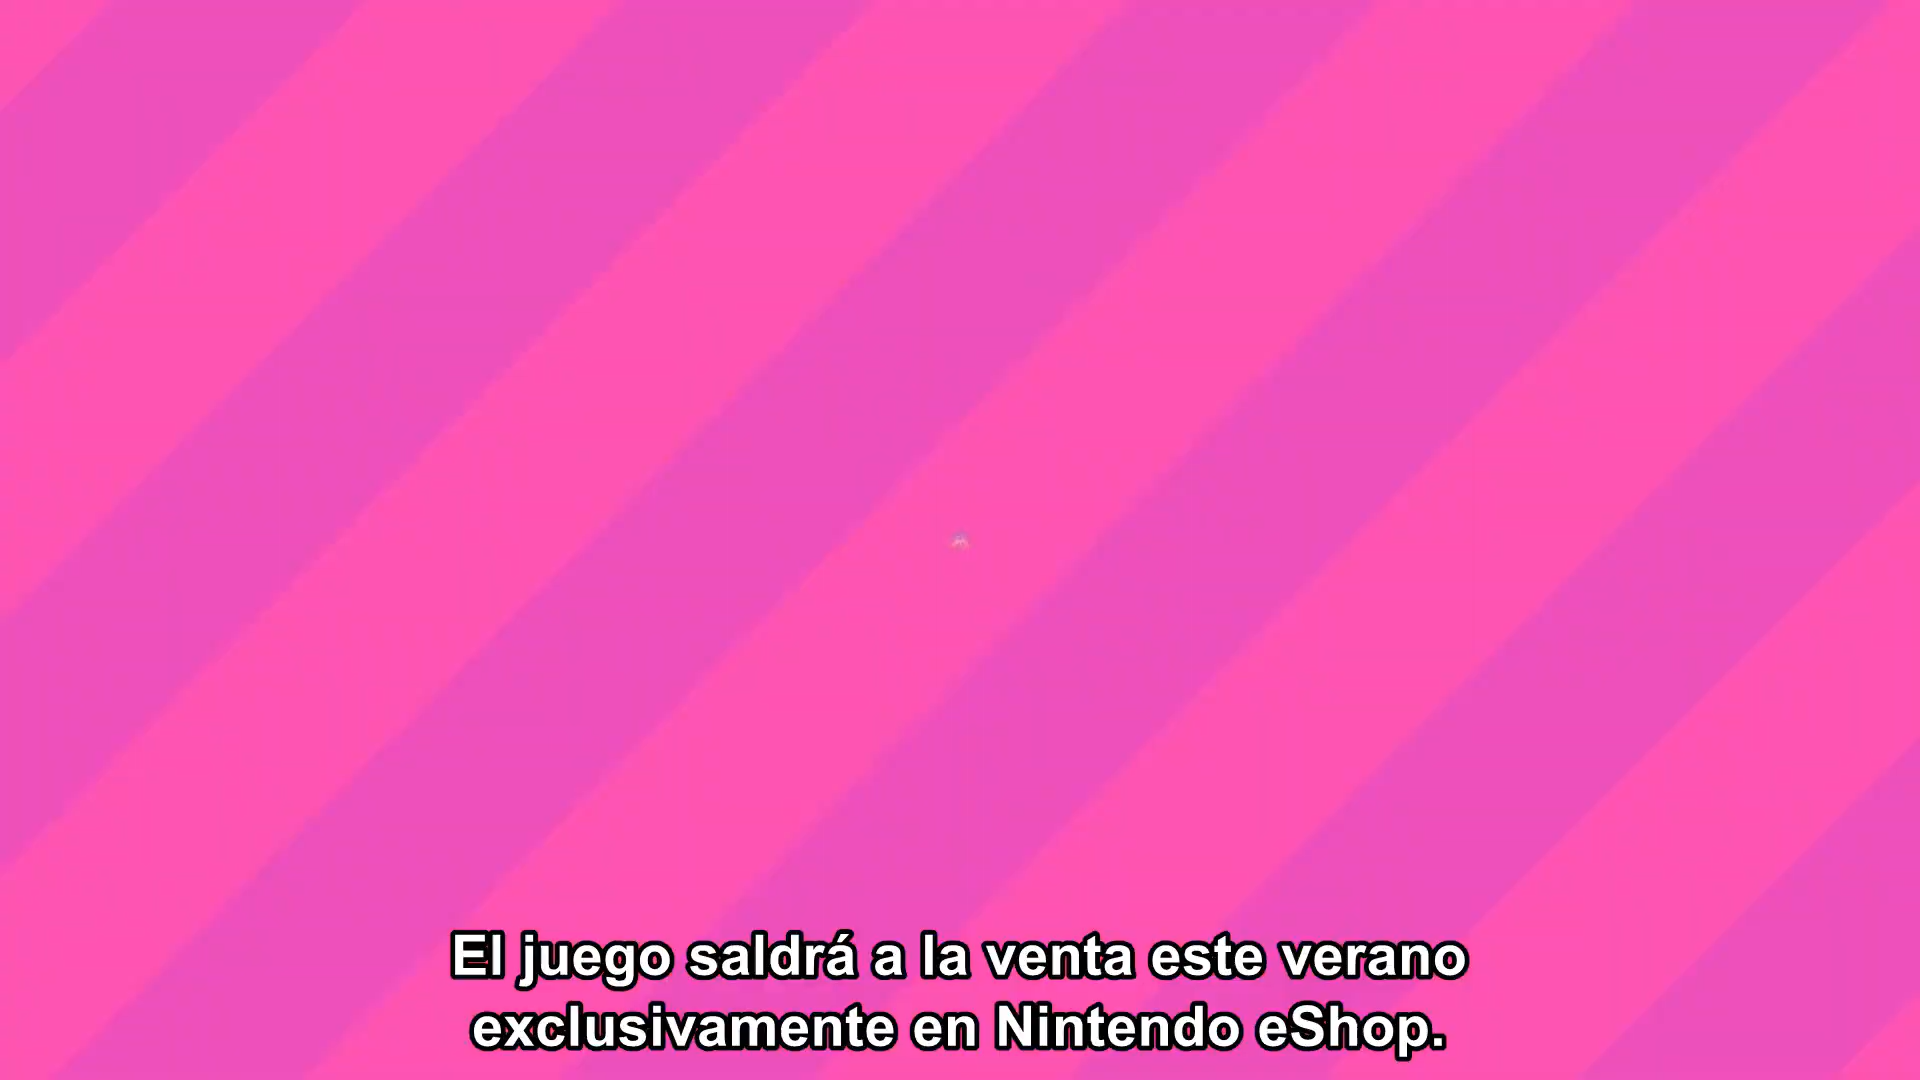 El juego saldrá a la venta este verano
exclusivamente en Nintendo eShop.